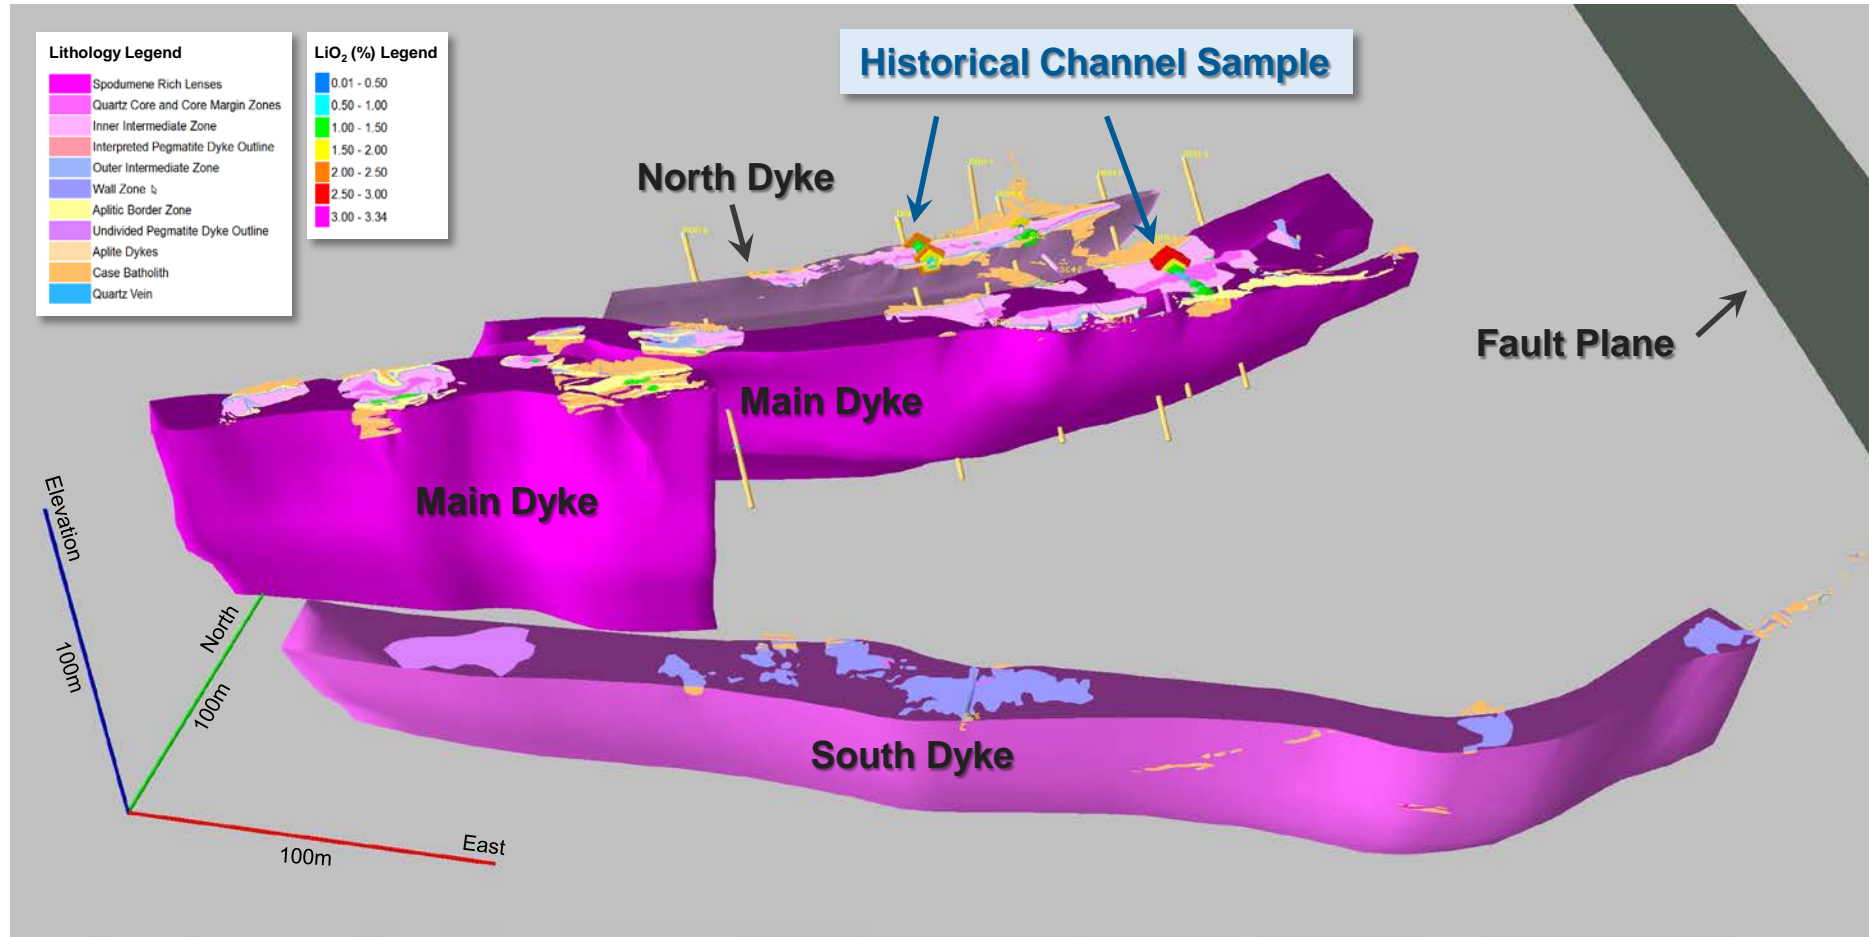 Lithology Legend
Spodumene Rich Lenses
Quartz Core and Core Margin Zones
Inner Intermediate Zone
Interpreted Pegmatite Dyke Outline
Outer Intermediate Zone
Wall Zone
Aplitic Border Zone
Undivided Pegmatite Dyke Outline
Aplite Dykes
Case Batholith
Quartz Vein
LiO2 (%) Legend
0.01 - 0.50
0.50 - 1.00
1.00 - 1.50
1.50 - 2.00
2.00 - 2.50
2.50 - 3.00
3.00 - 3.34
Historical Channel Sample
North Dyke
Fault Plane
Main Dyke
Main Dyke
South Dyke
Elevation
100m
North
100m
East
100m